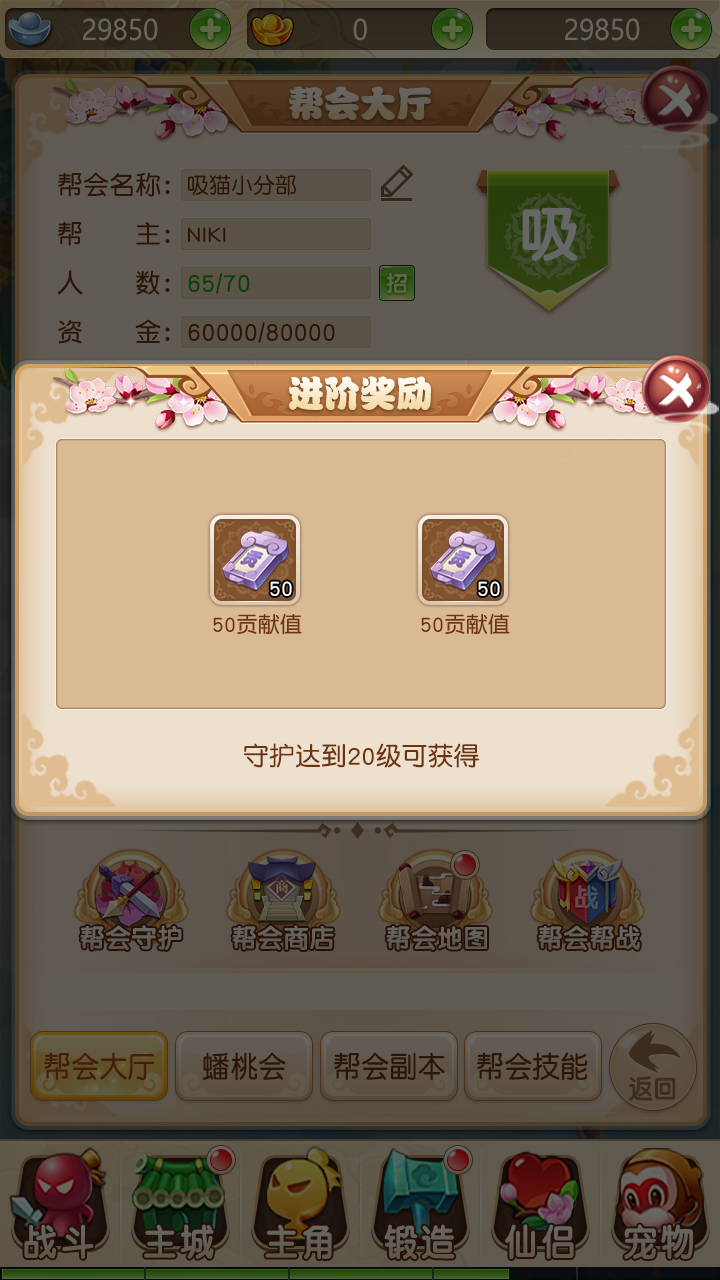 29850 0 29850
帮会大厅
帮会名称： 吸猫小分部
吸
帮 主： NIKI
人 数： 65/70 招
资 金： 60000/80000
进阶奖励
50 50
50贡献值 50贡献值
守护达到20级可获得
战
帮会守护 帮会商店 帮会地图 帮会帮战
帮会大厅 蟠桃会 帮会副本 帮会技能 返回
战斗 主城 主角 锻造 仙侣 宠物